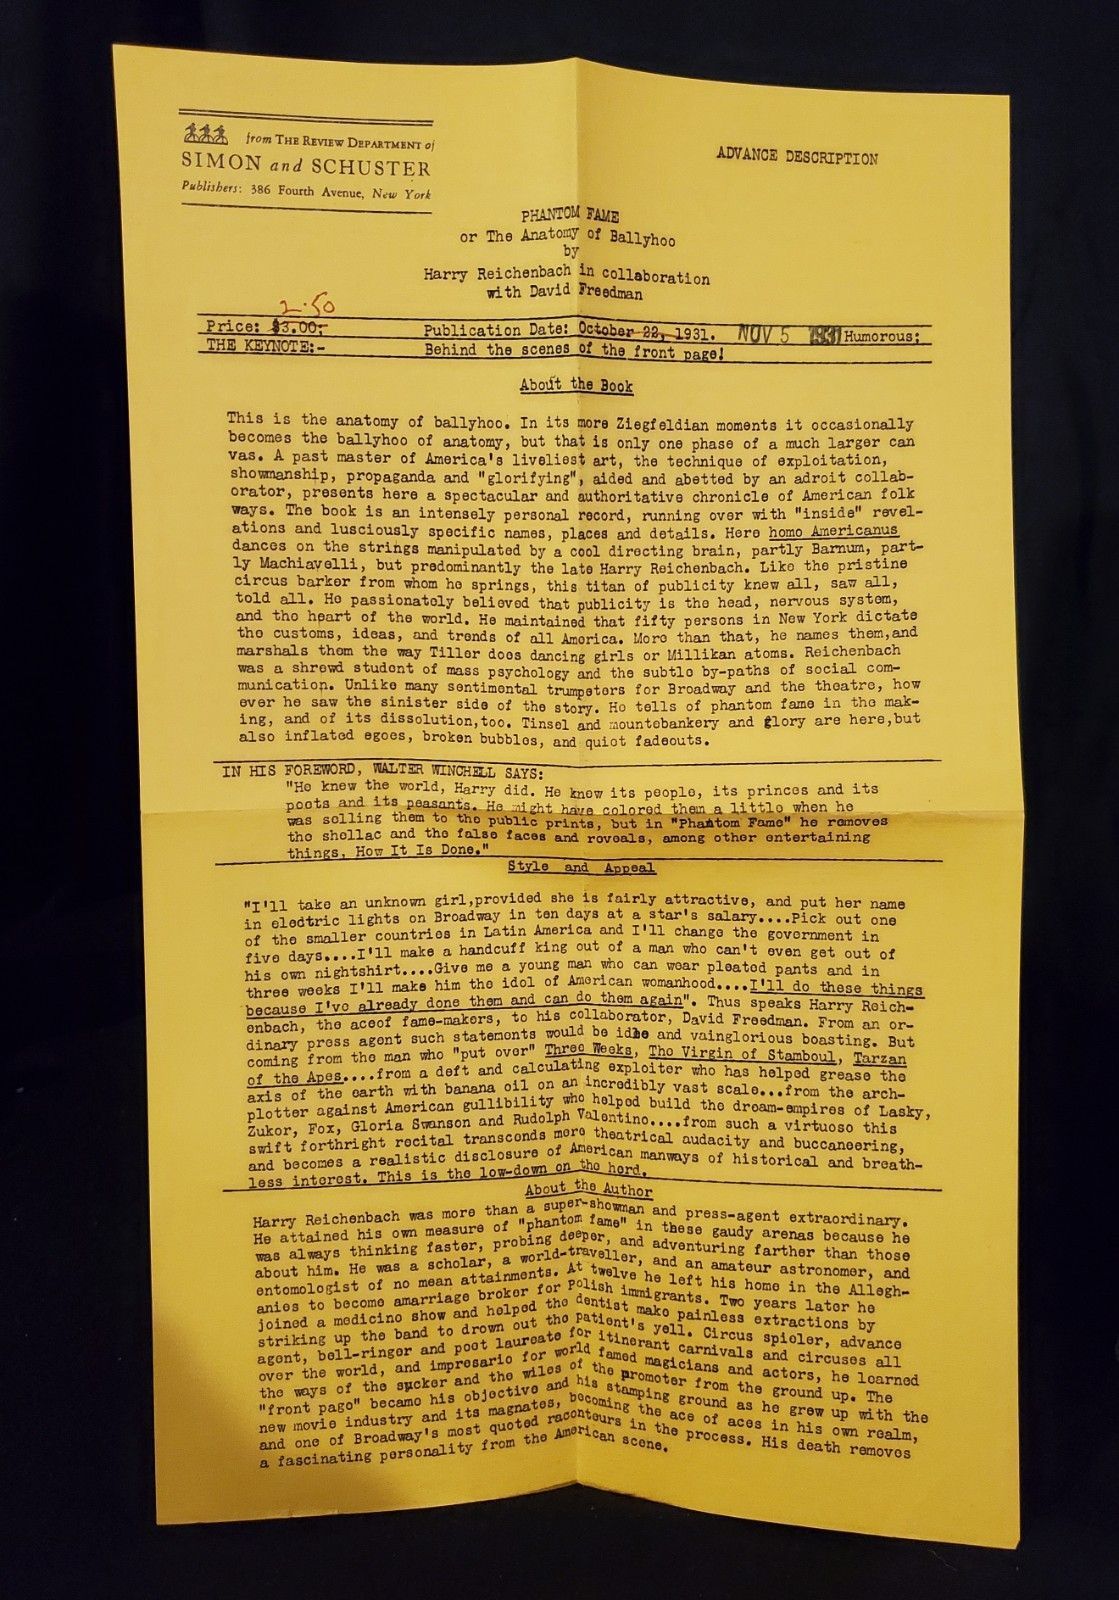 from THE REVIEW DEPARTMENT of
SIMON and SCHUSTER
Publishers: 386 Fourth Avenue, New York
ADVANCE DESCRIPTION
PHANTOM FAME
or The Anatomy of Ballyhoo
by
Harry Reichenbach in collaboration
with David Freedman
2.50
Price: $3.00:- Publication Date: October 22, 1931. NOV 5 1931 Humorous;
THE KEYNOTE:- Behind the scenes of the front page!
About the Book
This is the anatomy of ballyhoo. In its more Ziegfeldian moments it occasionally
becomes the ballyhoo of anatomy, but that is only one phase of a much larger can
vas. A past master of America's liveliest art, the technique of exploitation,
showmanship, propaganda and "glorifying", aided and abetted by an adroit collab-
orator, presents here a spectacular and authoritative chronicle of American folk
ways. The book is an intensely personal record, running over with "inside" revel-
ations and lusciously specific names, places and details. Here homo Americanus
dances on the strings manipulated by a cool directing brain, partly Barnum, part-
ly Machiavelli, but predominantly the late Harry Reichenbach. Like the pristine
circus barker from whom he springs, this titan of publicity knew all, saw all,
told all. He passionately believed that publicity is the head, nervous system,
and the heart of the world. He maintained that fifty persons in New York dictate
the customs, ideas, and trends of all America. More than that, he names them,and
marshals them the way Tiller does dancing girls or Millikan atoms. Reichenbach
was a shrewd student of mass psychology and the subtle by-paths of social com-
munication. Unlike many sentimental trumpeters for Broadway and the theatre, how
ever he saw the sinister side of the story. He tells of phantom fame in the mak-
ing, and of its dissolution,too. Tinsel and mountebankery and glory are here,but
also inflated egoes, broken bubbles, and quiet fadeouts.
IN HIS FOREWORD, WALTER WINCHELL SAYS:
"He knew the world, Harry did. He knew its people, its princes and its
poets and its peasants. He might have colored them a little when he
was selling them to the public prints, but in "Phantom Fame" he removes
the shellac and the false faces and reveals, among other entertaining
things, How It Is Done."
Style and Appeal
"I'll take an unknown girl,provided she is fairly attractive, and put her name
in electric lights on Broadway in ten days at a star's salary....Pick out one
of the smaller countries in Latin America and I'll change the government in
five days....I'll make a handcuff king out of a man who can't even get out of
his own nightshirt....Give me a young man who can wear pleated pants and in
three weeks I'll make him the idol of American womanhood....I'll do these things
because I've already done them and can do them again". Thus speaks Harry Reich-
enbach, the aceof fame-makers, to his collaborator, David Freedman. From an or-
dinary press agent such statements would be idle and vainglorious boasting. But
coming from the man who "put over" Three Weeks, The Virgin of Stamboul, Tarzan
of the Apes....from a deft and calculating exploiter who has helped grease the
axis of the earth with banana oil on an incredibly vast scale...from the arch-
plotter against American gullibility who helped build the dream-empires of Lasky,
Zukor, Fox, Gloria Swanson and Rudolph Valentino....from such a virtuoso this
swift forthright recital transcends mere theatrical audacity and buccaneering,
and becomes a realistic disclosure of American manways of historical and breath-
less interest. This is the low-down on the herd.
About the Author
Harry Reichenbach was more than a super-showman and press-agent extraordinary.
He attained his own measure of "phantom fame" in these gaudy arenas because he
was always thinking faster, probing deeper, and adventuring farther than those
about him. He was a scholar, a world-traveller, and an amateur astronomer, and
entomologist of no mean attainments. At twelve he left his home in the Allegh-
anies to become amarriage broker for Polish immigrants. Two years later he
joined a medicine show and helped the dentist make painless extractions by
striking up the band to drown out the patient's yell. Circus spieler, advance
agent, bell-ringer and poet laureate for itinerant carnivals and circuses all
over the world, and impresario for world famed magicians and actors, he learned
the ways of the sucker and the wiles of the promoter from the ground up. The
"front page" became his objective and his stamping ground as he grew up with the
new movie industry and its magnates, becoming the ace of aces in his own realm,
and one of Broadway's most quoted raconteurs in the process. His death removes
a fascinating personality from the American scene.